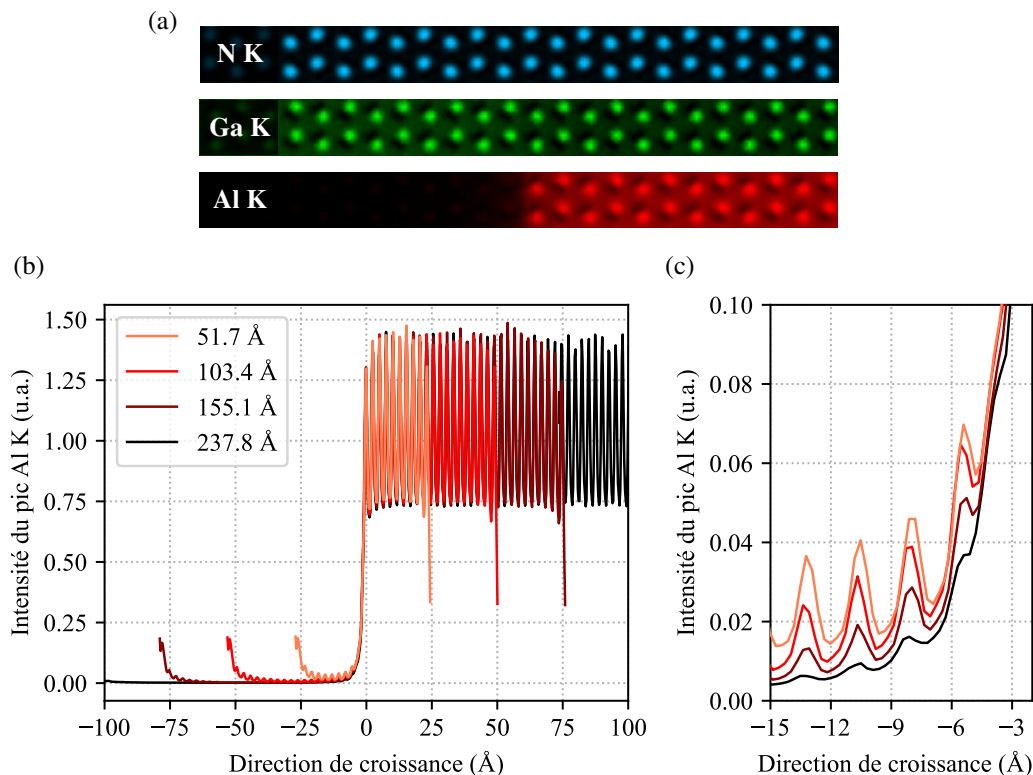 (a)
N K
Ga K
Al K
(b)
(c)
Intensité du pic Al K (u.a.)
1.50
1.25
1.00
0.75
0.50
0.25
0.00
51.7 Å
103.4 Å
155.1 Å
237.8 Å
−100 −75 −50 −25 0 25 50 75 100
Direction de croissance (Å)
Intensité du pic Al K (u.a.)
0.10
0.08
0.06
0.04
0.02
0.00
−15 −12 −9 −6 −3
Direction de croissance (Å)